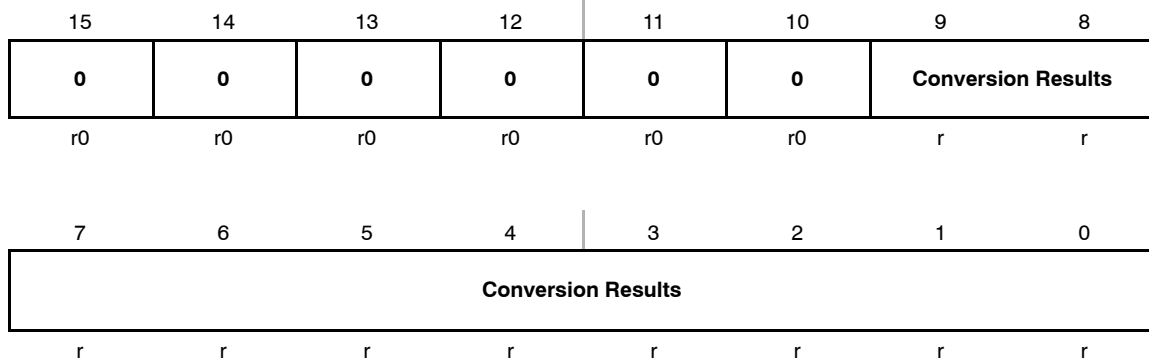 15 14 13 12 11 10 9 8
0 0 0 0 0 0 Conversion Results
r0 r0 r0 r0 r0 r0 r r
7 6 5 4 3 2 1 0
Conversion Results
r r r r r r r r